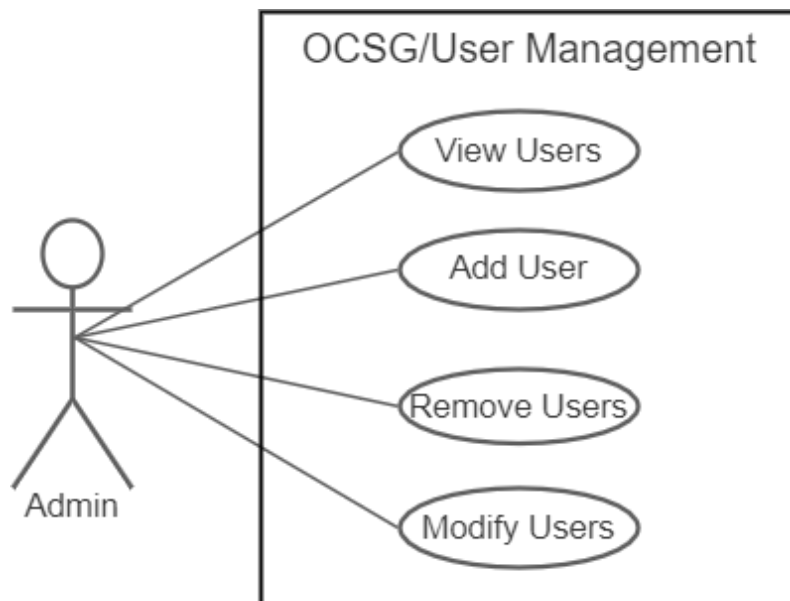 OCSG/User Management
View Users
Add User
Remove Users
Modify Users
Admin